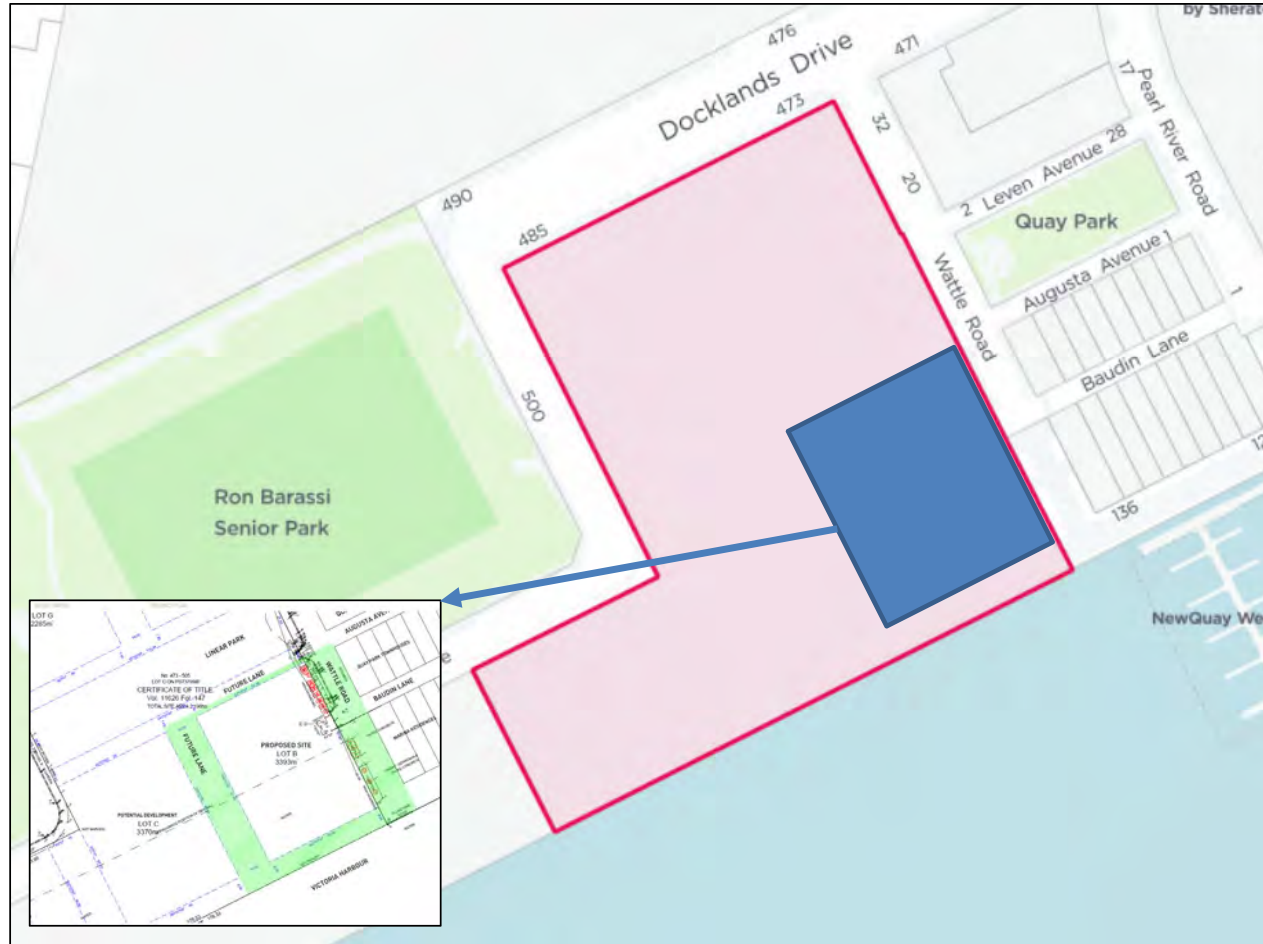 by Sherat
476
Docklands Drive
471
473
32
20
17
Pearl River Road
490
485
2 Leven Avenue 28
Quay Park
Augusta Avenue 1
Wattle Road
Baudin Lane
1
500
Ron Barassi
Senior Park
136
12
NewQuay We
e
LOT G
2285m²
LINEAR PARK
AUGUSTA AVE
FUTURE LANE
WATTLE ROAD
CERTIFICATE OF TITLE
BAUDIN LANE
FUTURE LANE
PROPOSED SITE
LOT B
3393m²
POTENTIAL DEVELOPMENT
LOT C
3370m²
VICTORIA HARBOUR